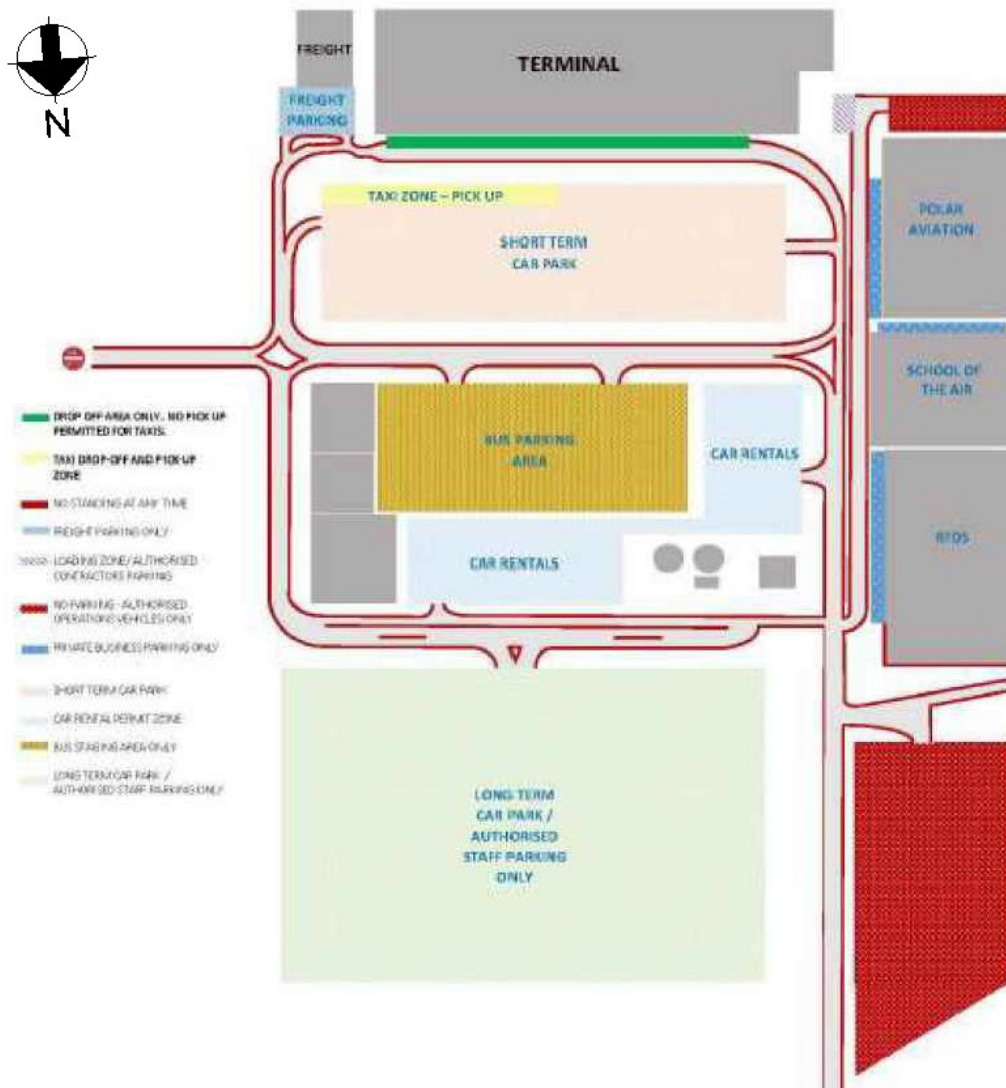 N
FREIGHT
FREIGHT
PARKING
TERMINAL
TAXI ZONE – PICK UP
SHORT TERM
CAR PARK
POLAR
AVIATION
SCHOOL OF
THE AIR
BUS PARKING
AREA
CAR RENTALS
CAR RENTALS
RFDS
DROP OFF AREA ONLY. NO PICK UP
PERMITTED FOR TAXIS.
TAXI DROP-OFF AND PICK-UP
ZONE
NO STANDING AT ANY TIME
FREIGHT PARKING ONLY
LOADING ZONE/ AUTHORISED
CONTRACTORS PARKING
NO PARKING - AUTHORISED
OPERATIONS VEHICLES ONLY
PRIVATE BUSINESS PARKING ONLY
SHORT TERM CAR PARK
CAR RENTAL PERMIT ZONE
BUS STAGING AREA ONLY
LONG TERM CAR PARK /
AUTHORISED STAFF PARKING ONLY
LONG TERM
CAR PARK /
AUTHORISED
STAFF PARKING
ONLY